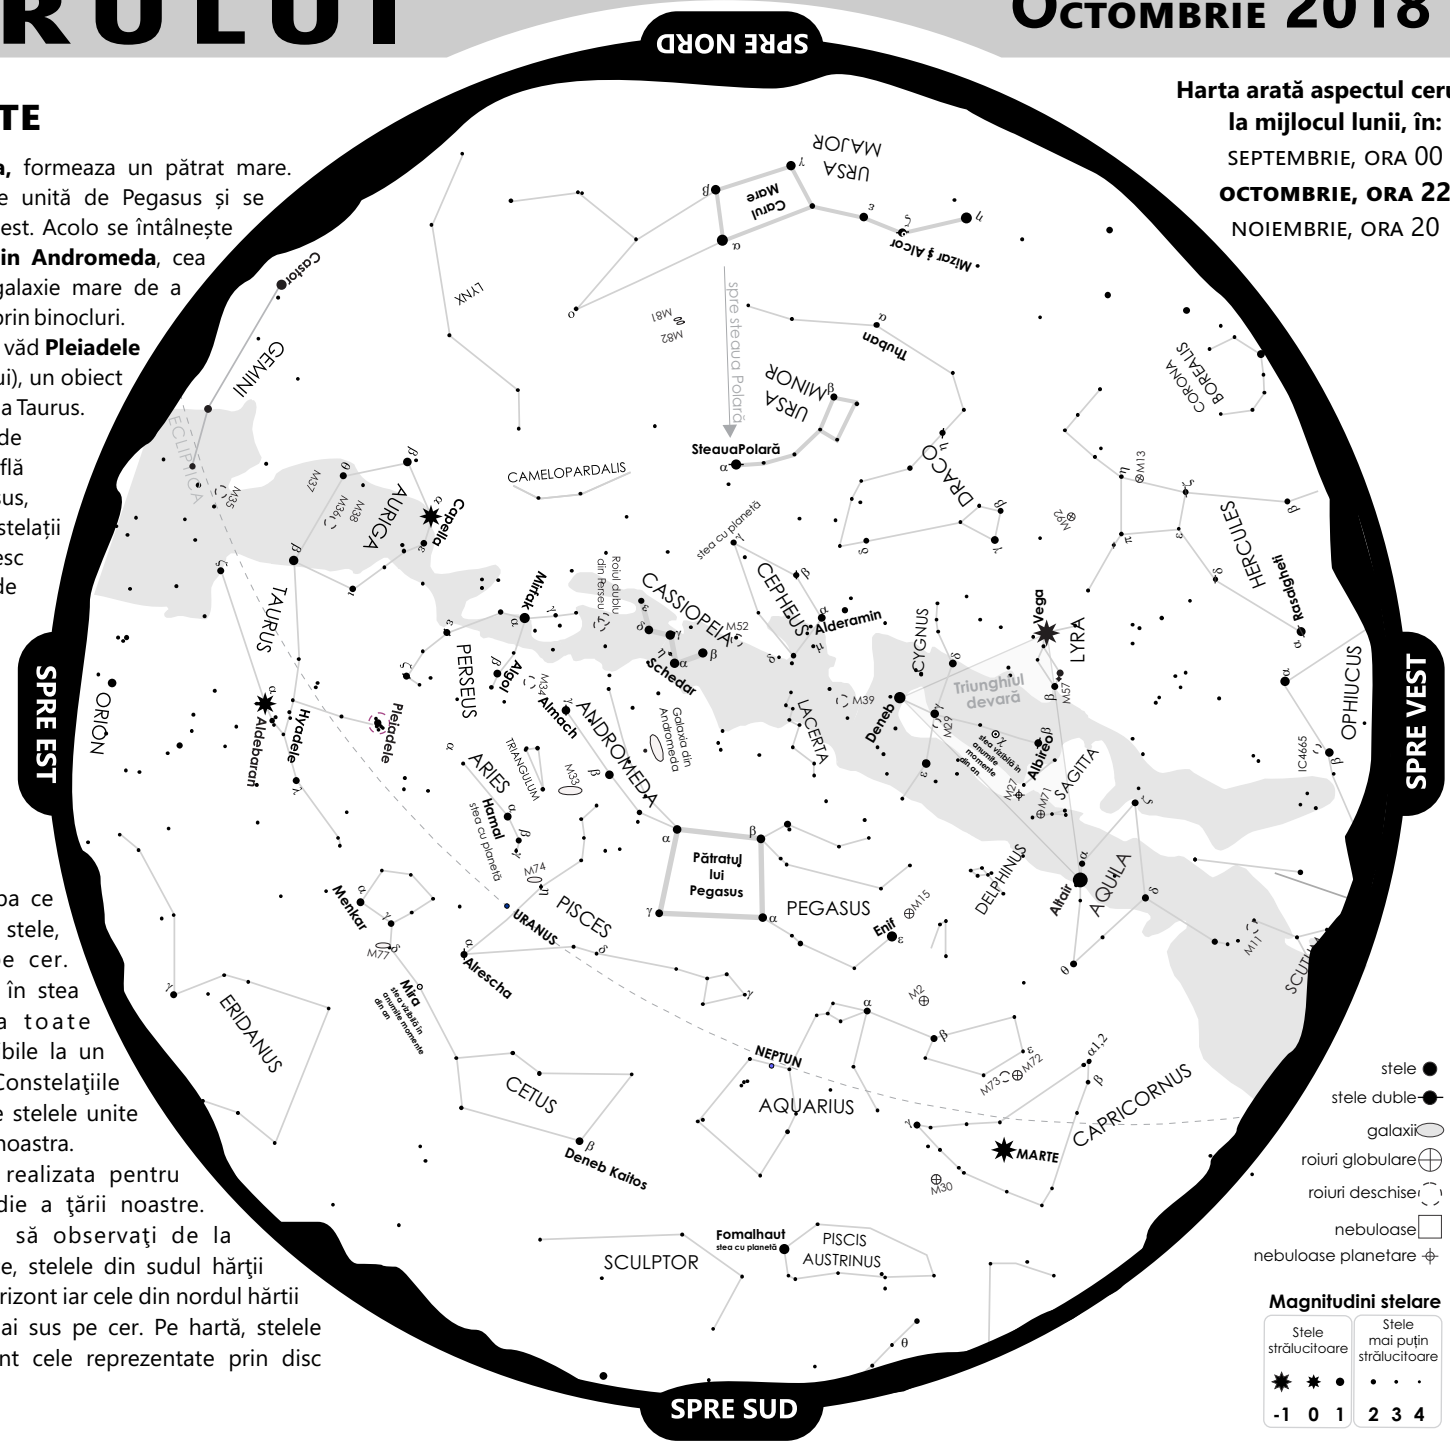 RULUI
OCTOMBRIE 2018
SPRE NORD
Harta arată aspectul ceru
la mijlocul lunii, în:
SEPTEMBRIE, ORA 00
OCTOMBRIE, ORA 22
NOIEMBRIE, ORA 20
TE
a, formeaza un pătrat mare.
e unită de Pegasus și se
est. Acolo se întâlnește
in Andromeda, cea
galaxie mare de a
prin binocluri.
văd Pleiadele
ui), un obiect
a Taurus.
de
flă
sus,
stelații
esc
de
URSA
MAJOR
Carul
Mare
β
γ
α
ε
ζ
η
Mizar și Alcor
ο
LYNX
M81
M82
spre steaua Polară
Thuban
α
URSA
MINOR
β
SteauaPolară
α
Castor
GEMINI
ECLIPTICA
M35
M37
M36
M38
θ
β
AURIGA
α
Capella
ε
ι
CAMELOPARDALIS
stea cu planetă
γ
CEPHEUS
β
α
Alderamin
μ
δ
DRACO
η
β
γ
δ
CORONA
BOREALIS
M13
M92
η
ζ
π
ε
δ
β
HERCULES
Rasalgheti
α
OPHIUCUS
α
β
IC4665
TAURUS
ζ
β
α
Aldebaran
Hyadele
λ
Pleiadele
ORION
PERSEUS
ε
ζ
Mirfak
α
γ
Algol
β
M34
Roiul dublu
din Perseu
CASSIOPEIA
ε
δ
γ
η
α
β
Schedar
M52
Almach
γ
ANDROMEDA
β
Galaxia din
Andromeda
TRIANGULUM
M33
ARIES
α
Hamal
stea cu planetă
α
β
γ
LACERTA
M39
Deneb
CYGNUS
δ
γ
M29
ε
Triunghiul
de vară
χ
stea vizibilă în
anumite
momente
din an
Albireo
β
Vega
LYRA
β
M57
SAGITTA
M27
M71
Pătratul
lui
Pegasus
α
β
γ
α
PEGASUS
Enif
ε
M15
DELPHINUS
Altair
α
AQUILA
ζ
δ
θ
M11
SCUTUM
Menkar
α
γ
δ
M77
Mira
ο
stea vizibilă în
anumite momente
din an
M74
η
PISCES
URANUS
α
Alrescha
δ
γ
ERIDANUS
γ
CETUS
β
Deneb Kaitos
NEPTUN
AQUARIUS
α
β
ε
M2
M73
M72
α1,2
β
CAPRICORNUS
γ
MARTE
M30
SCULPTOR
Fomalhaut
stea cu planetă
PISCIS
AUSTRINUS
θ
SPRE EST
SPRE VEST
SPRE SUD
ba ce
stele,
pe cer.
în stea
a toate
ibile la un
Constelațiile
e stelele unite
noastra.
realizata pentru
die a țării noastre.
să observați de la
e, stelele din sudul hărții
rizont iar cele din nordul hărtii
ai sus pe cer. Pe hartă, stelele
nt cele reprezentate prin disc
stele
stele duble
galaxii
roiuri globulare
roiuri deschise
nebuloase
nebuloase planetare
Magnitudini stelare
Stele
strălucitoare
Stele
mai puțin
strălucitoare
-1 0 1
2 3 4